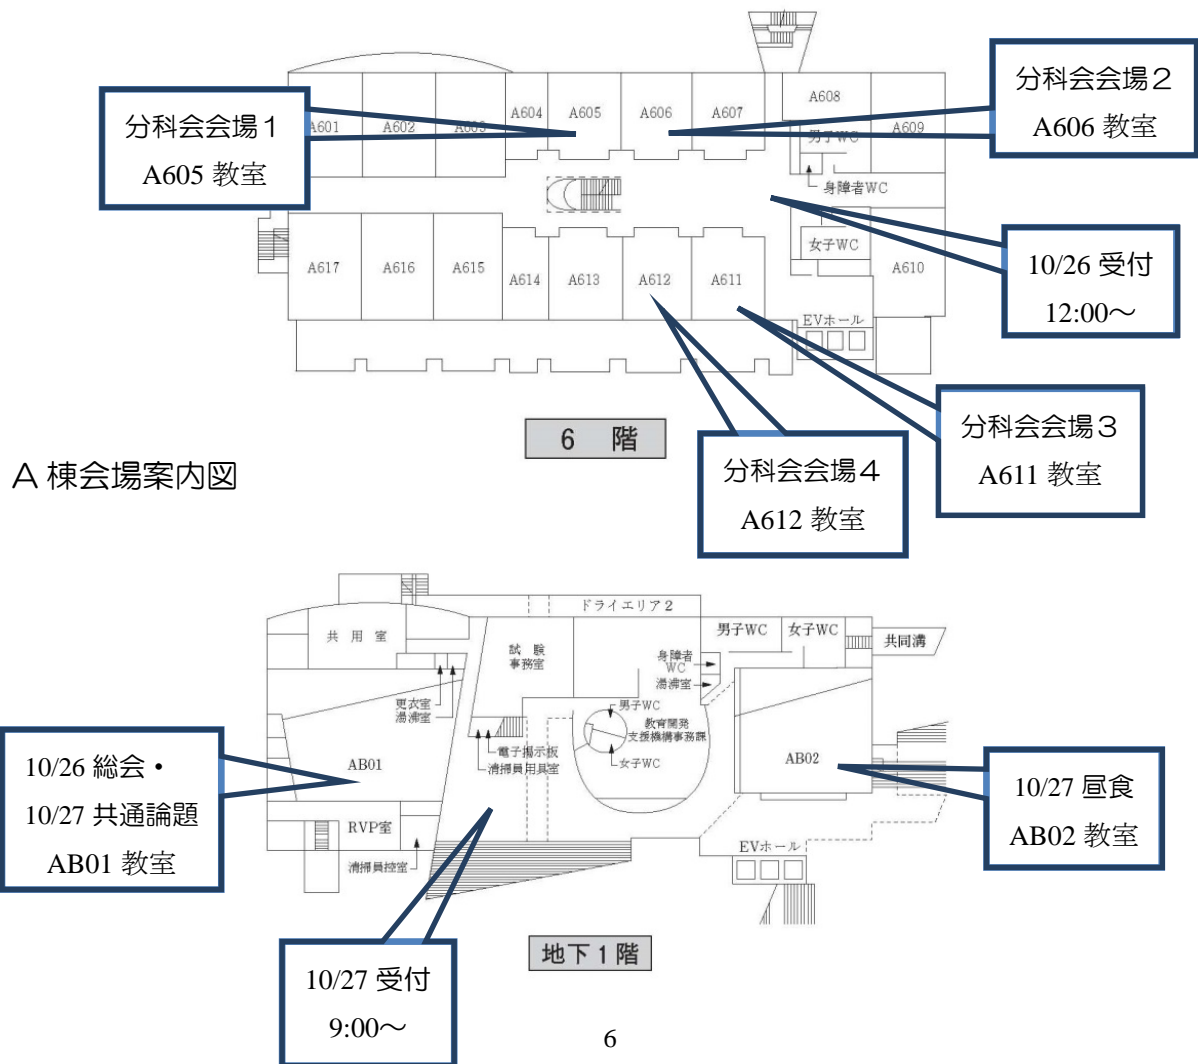 A608
分科会会場２
A606 教室
分科会会場１
A605 教室
A601
A602
A603
A604
A605
A606
A607
A609
男子WC
身障者WC
女子WC
A610
10/26 受付
12:00～
A617
A616
A615
A614
A613
A612
A611
EVホール
6 階
分科会会場３
A611 教室
分科会会場４
A612 教室
A 棟会場案内図
ドライエリア２
共用室
試験
事務室
男子WC
女子WC
共同溝
身障者
WC
湯沸室
更衣室
湯沸室
男子WC
教育開発
支援機構事務課
女子WC
電子掲示板
清掃員用具室
AB01
AB02
10/26 総会・
10/27 共通論題
AB01 教室
10/27 昼食
AB02 教室
RVP室
清掃員控室
EVホール
地下1階
10/27 受付
9:00～
6